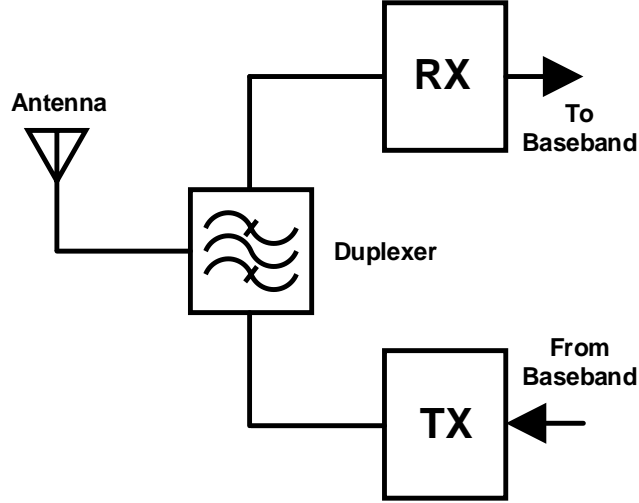 RX
Antenna
To
Baseband
Duplexer
From
Baseband
TX